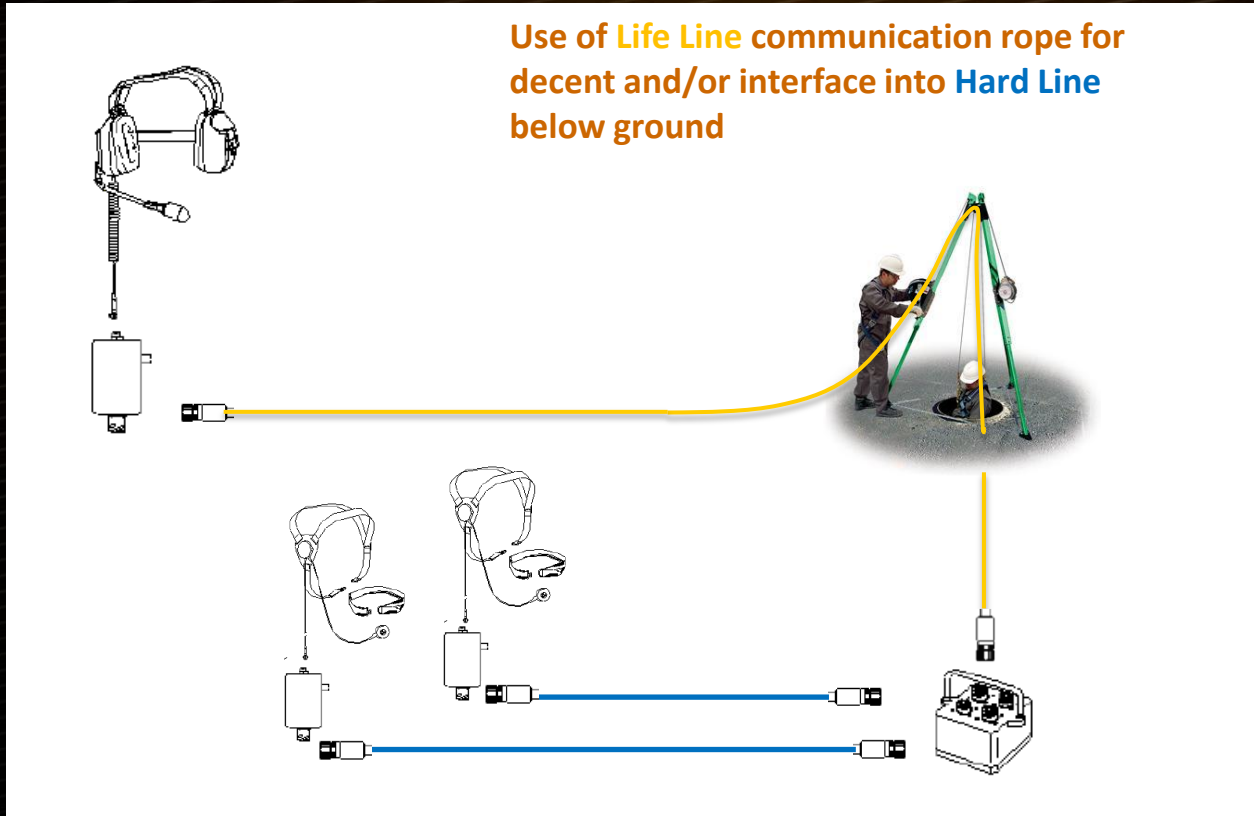 Use of Life Line communication rope for
decent and/or interface into Hard Line
below ground